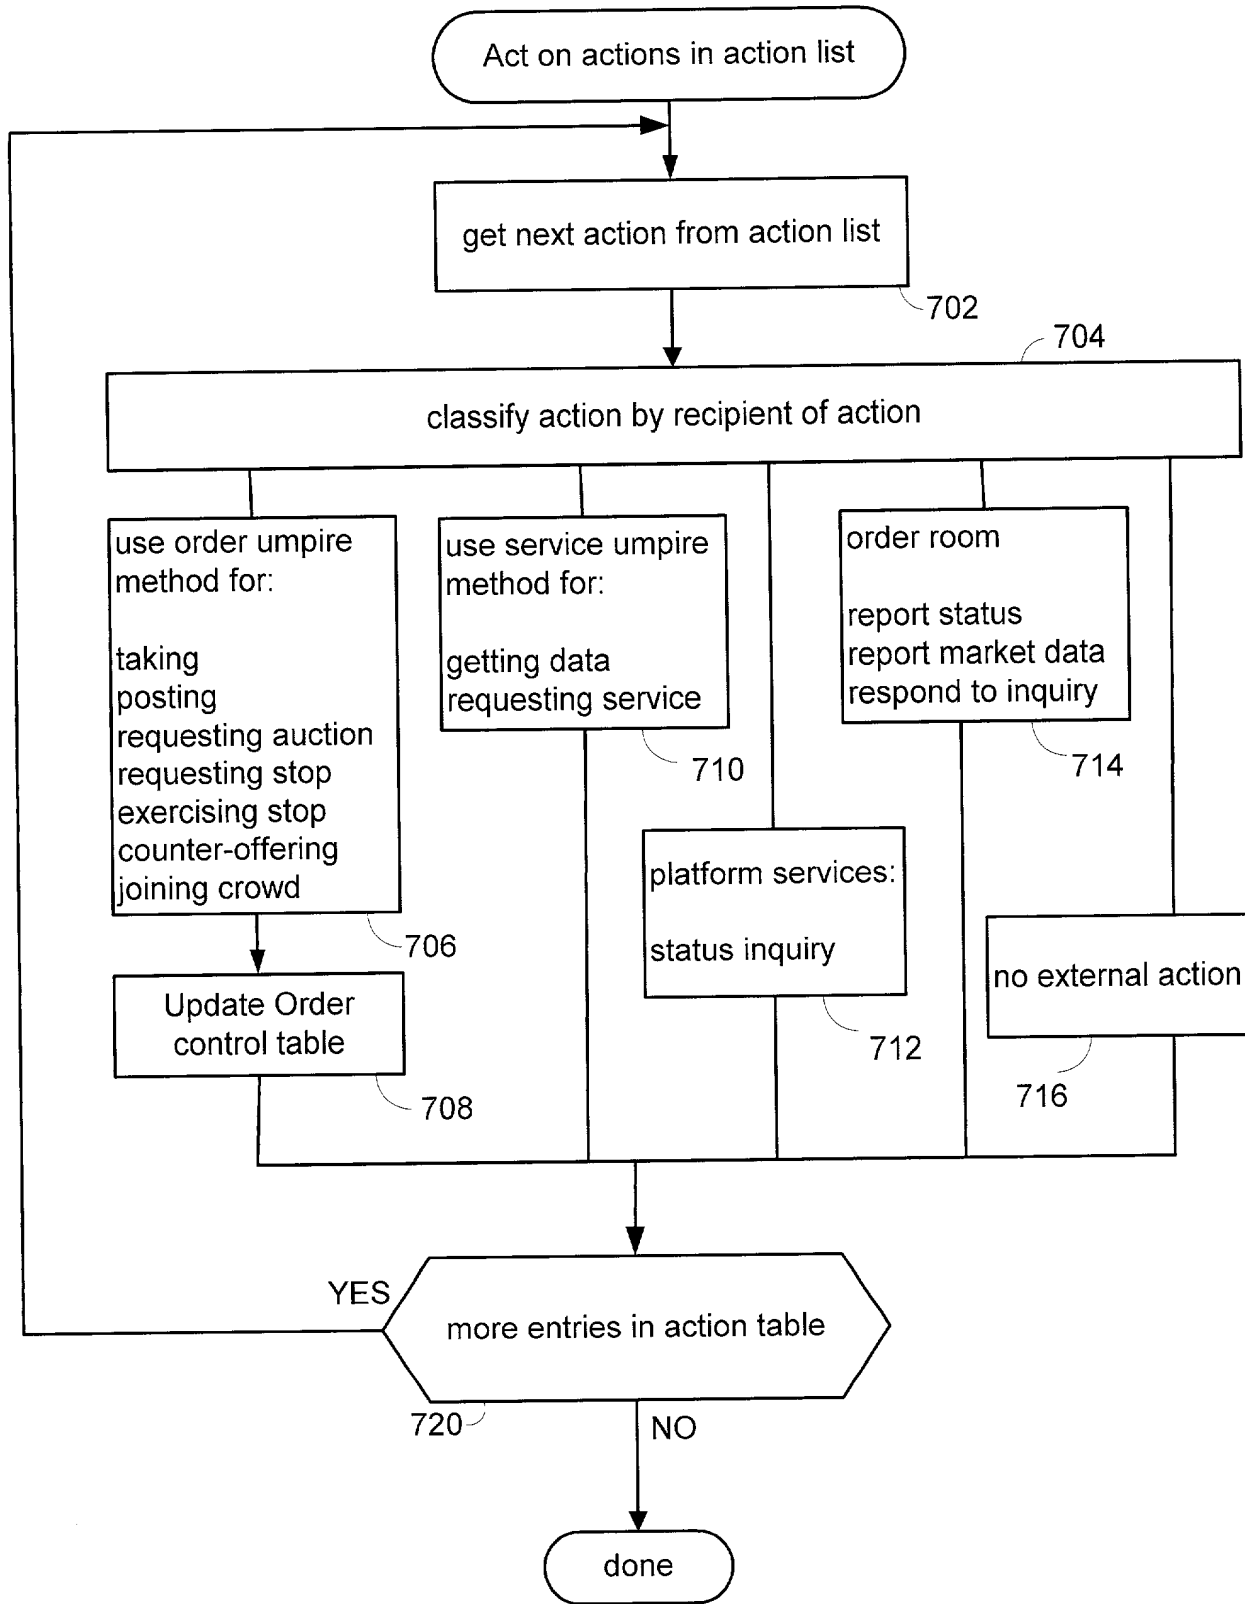 Act on actions in action list
get next action from action list
702
704
classify action by recipient of action
use order umpire
method for:
taking
posting
requesting auction
requesting stop
exercising stop
counter-offering
joining crowd
706
Update Order
control table
708
use service umpire
method for:
getting data
requesting service
710
platform services:
status inquiry
712
order room
report status
report market data
respond to inquiry
714
no external action
716
YES
more entries in action table
720
NO
done